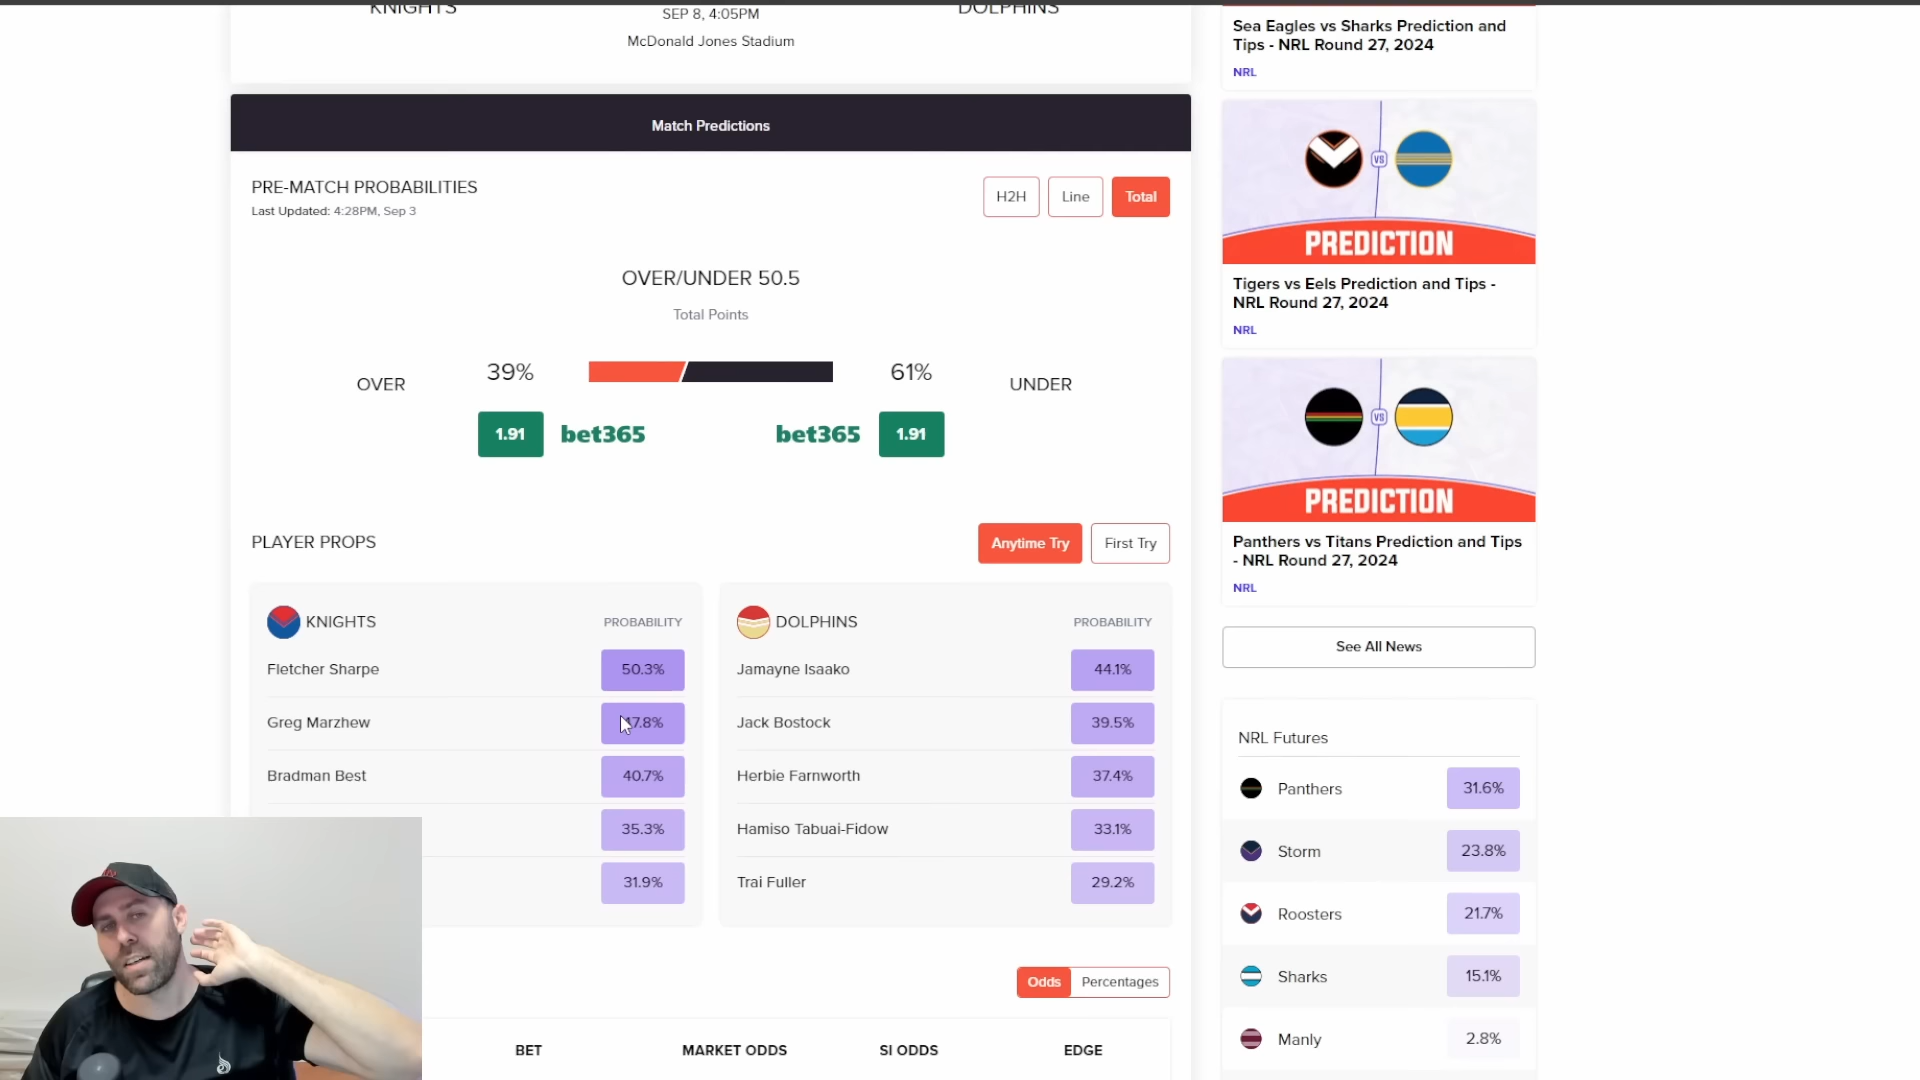 KNIGHTS
SEP 8, 4:05PM
DOLPHINS
McDonald Jones Stadium
Match Predictions
PRE-MATCH PROBABILITIES
Last Updated: 4:28PM, Sep 3
H2H
Line
Total
OVER/UNDER 50.5
Total Points
OVER
39%
61%
UNDER
1.91
bet365
bet365
1.91
PLAYER PROPS
Anytime Try
First Try
KNIGHTS
PROBABILITY
Fletcher Sharpe
50.3%
Greg Marzhew
Bradman Best
40.7%
35.3%
31.9%
DOLPHINS
PROBABILITY
Jamayne Isaako
44.1%
Jack Bostock
39.5%
Herbie Farnworth
37.4%
Hamiso Tabuai-Fidow
33.1%
Trai Fuller
29.2%
Odds
Percentages
BET
MARKET ODDS
SI ODDS
EDGE
Sea Eagles vs Sharks Prediction and
Tips - NRL Round 27, 2024
NRL
VS
PREDICTION
Tigers vs Eels Prediction and Tips -
NRL Round 27, 2024
NRL
VS
PREDICTION
Panthers vs Titans Prediction and Tips
- NRL Round 27, 2024
NRL
See All News
NRL Futures
Panthers
31.6%
Storm
23.8%
Roosters
21.7%
Sharks
15.1%
Manly
2.8%